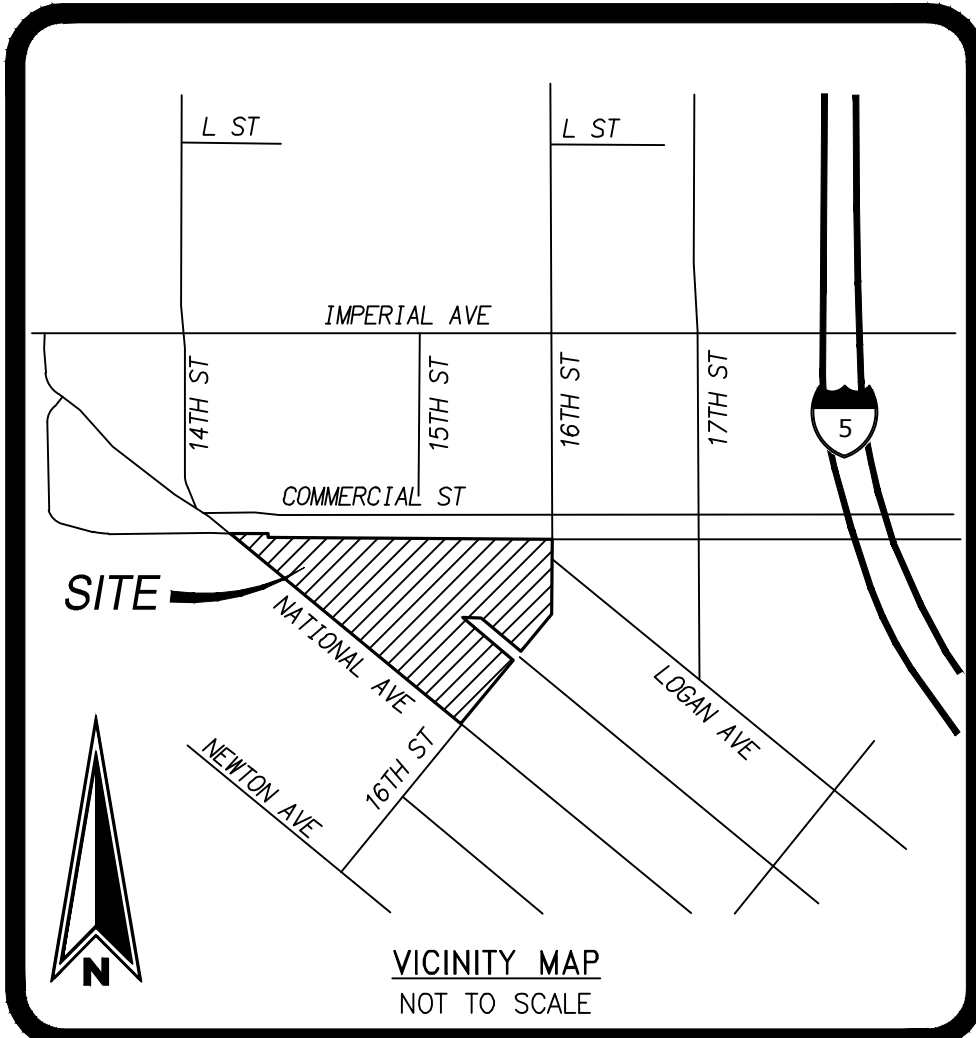 L ST
L ST
IMPERIAL AVE
14TH ST
15TH ST
16TH ST
17TH ST
5
COMMERCIAL ST
SITE
NATIONAL AVE
LOGAN AVE
16TH ST
NEWTON AVE
N
VICINITY MAP
NOT TO SCALE